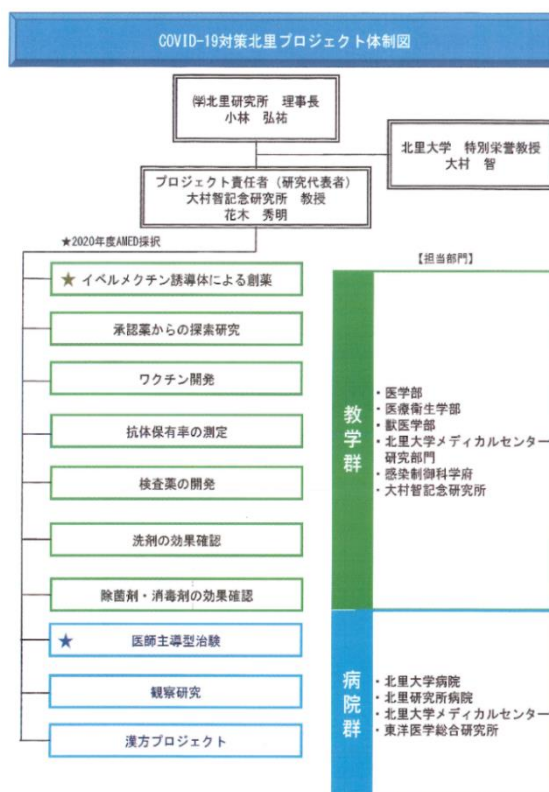 COVID-19対策北里プロジェクト体制図
㈻北里研究所 理事長
小林 弘祐
北里大学 特別栄誉教授
大村 智
プロジェクト責任者（研究代表者）
大村智記念研究所 教授
花木 秀明
★2020年度AMED採択
【担当部門】
★ イベルメクチン誘導体による創薬
承認薬からの探索研究
ワクチン開発
抗体保有率の測定
検査薬の開発
洗剤の効果確認
除菌剤・消毒剤の効果確認
★ 医師主導型治験
観察研究
漢方プロジェクト
教学群
・医学部
・医療衛生学部
・獣医学部
・北里大学メディカルセンター
研究部門
・感染制御科学府
・大村智記念研究所
病院群
・北里大学病院
・北里研究所病院
・北里大学メディカルセンター
・東洋医学総合研究所